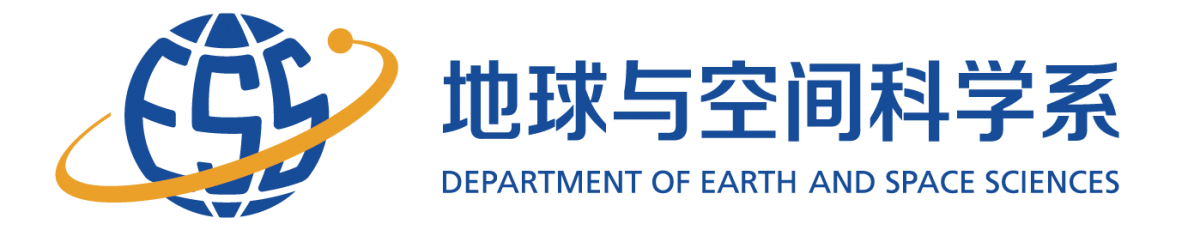 ESS
地球与空间科学系
DEPARTMENT OF EARTH AND SPACE SCIENCES